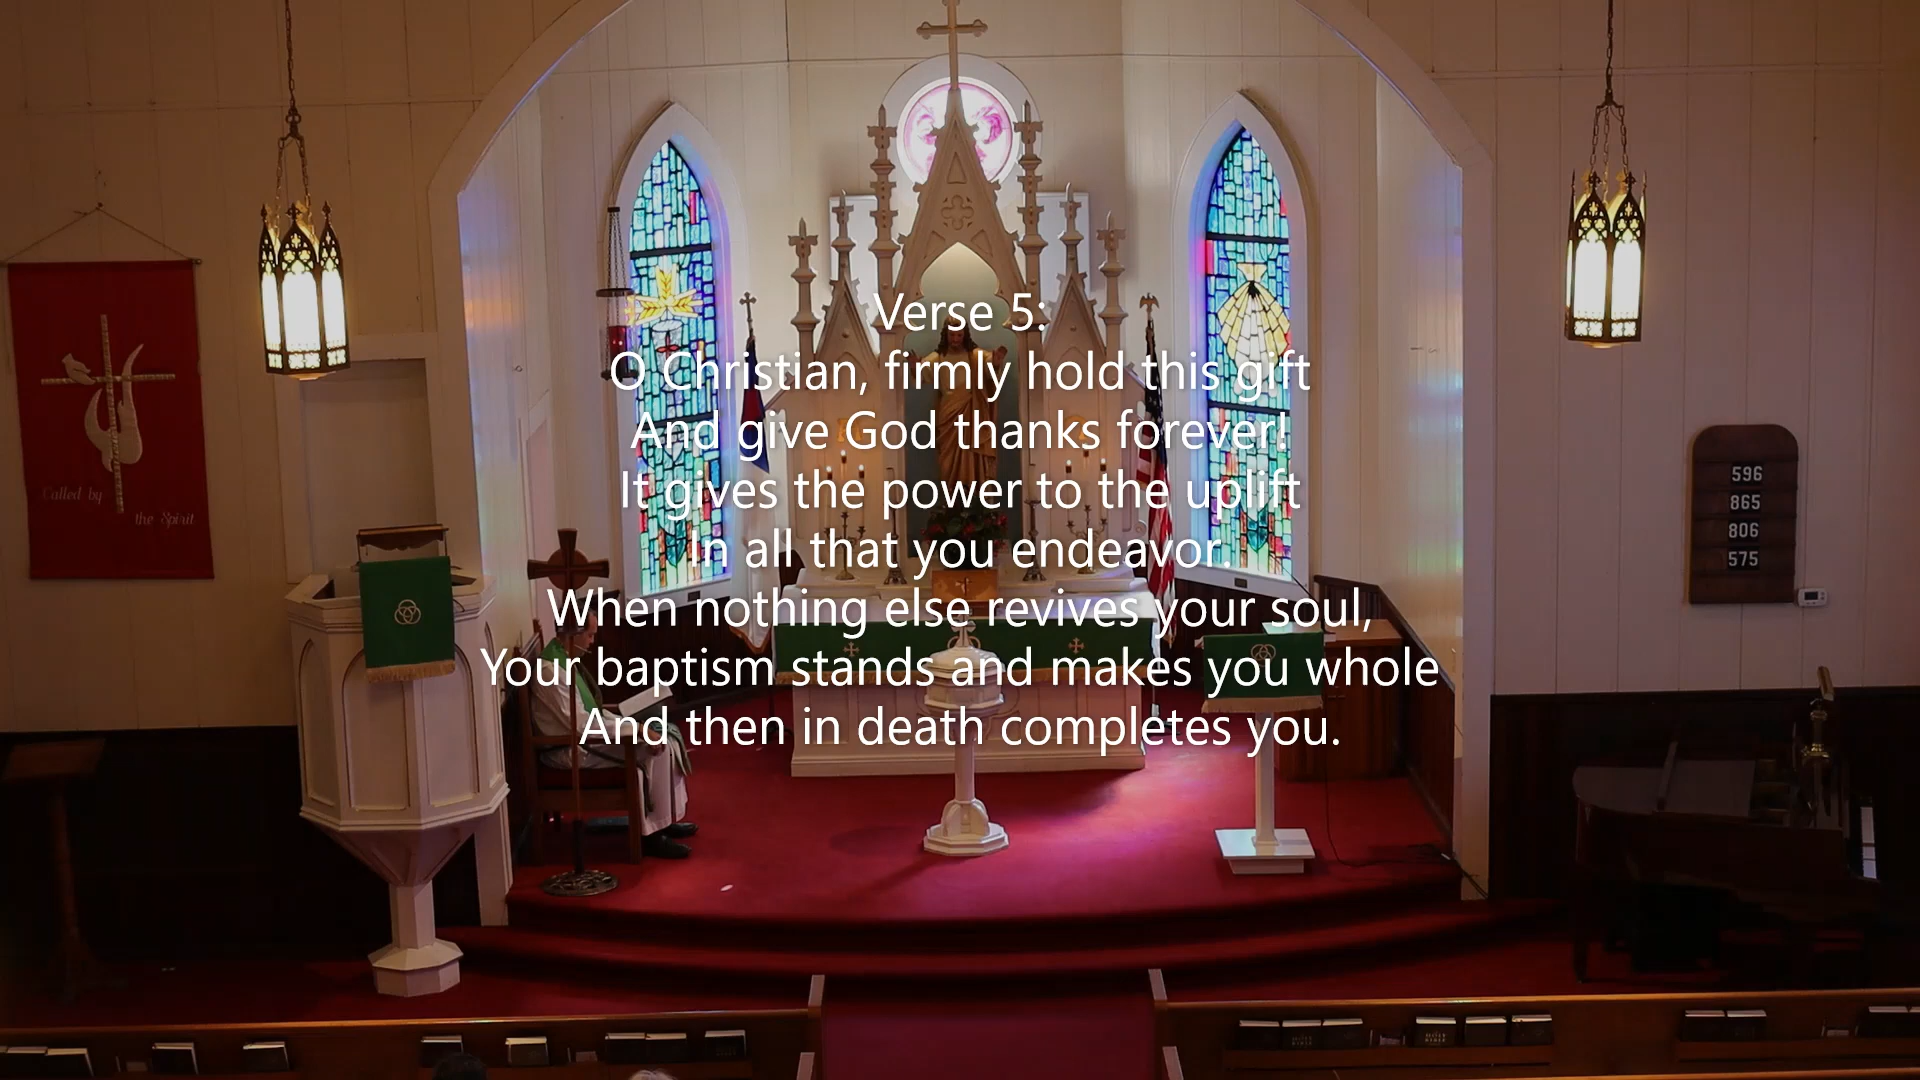 Verse 5:
O Christian, firmly hold this gift
And give God thanks forever!
It gives the power to the uplift
In all that you endeavor.
When nothing else revives your soul,
Your baptism stands and makes you whole
And then in death completes you.
Called by
the Spirit
596
865
806
575
HOLY
BIBLE